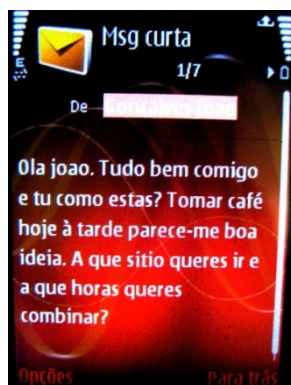 Msg curta
1/7
De
Goncalves Joao
Ola joao. Tudo bem comigo
e tu como estas? Tomar café
hoje à tarde parece-me boa
ideia. A que sitio queres ir e
a que horas queres
combinar?
Opções Para trás